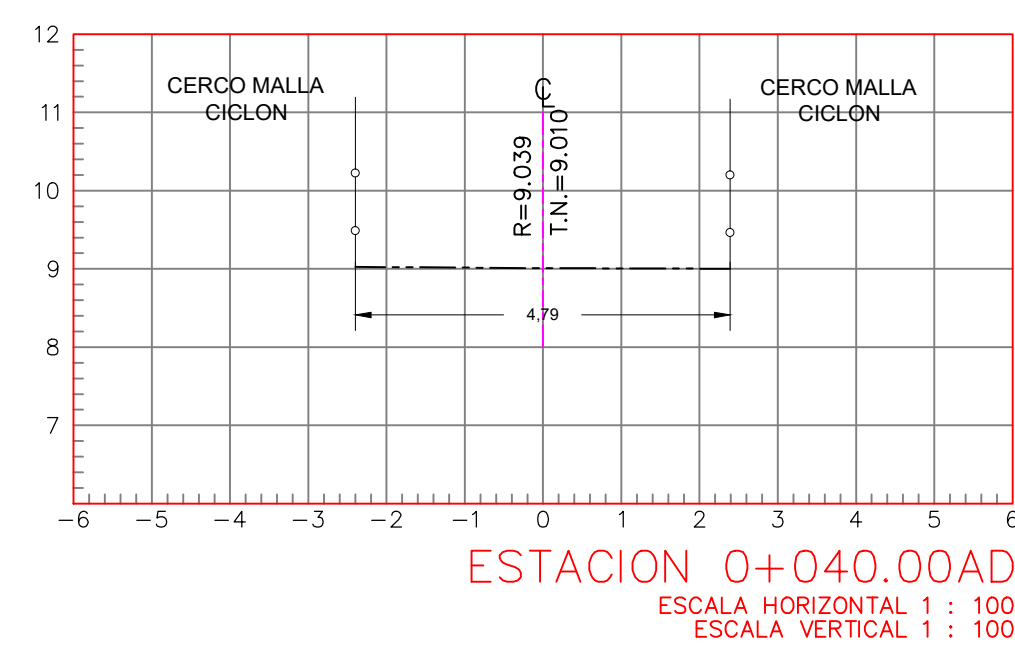 12
11
10
9
8
7
CERCO MALLA
CICLON
CERCO MALLA
CICLON
R=9.039
T.N.=9.010
4,79
-6 -5 -4 -3 -2 -1 0 1 2 3 4 5 6
ESTACION 0+040.00AD
ESCALA HORIZONTAL 1 : 100
ESCALA VERTICAL 1 : 100